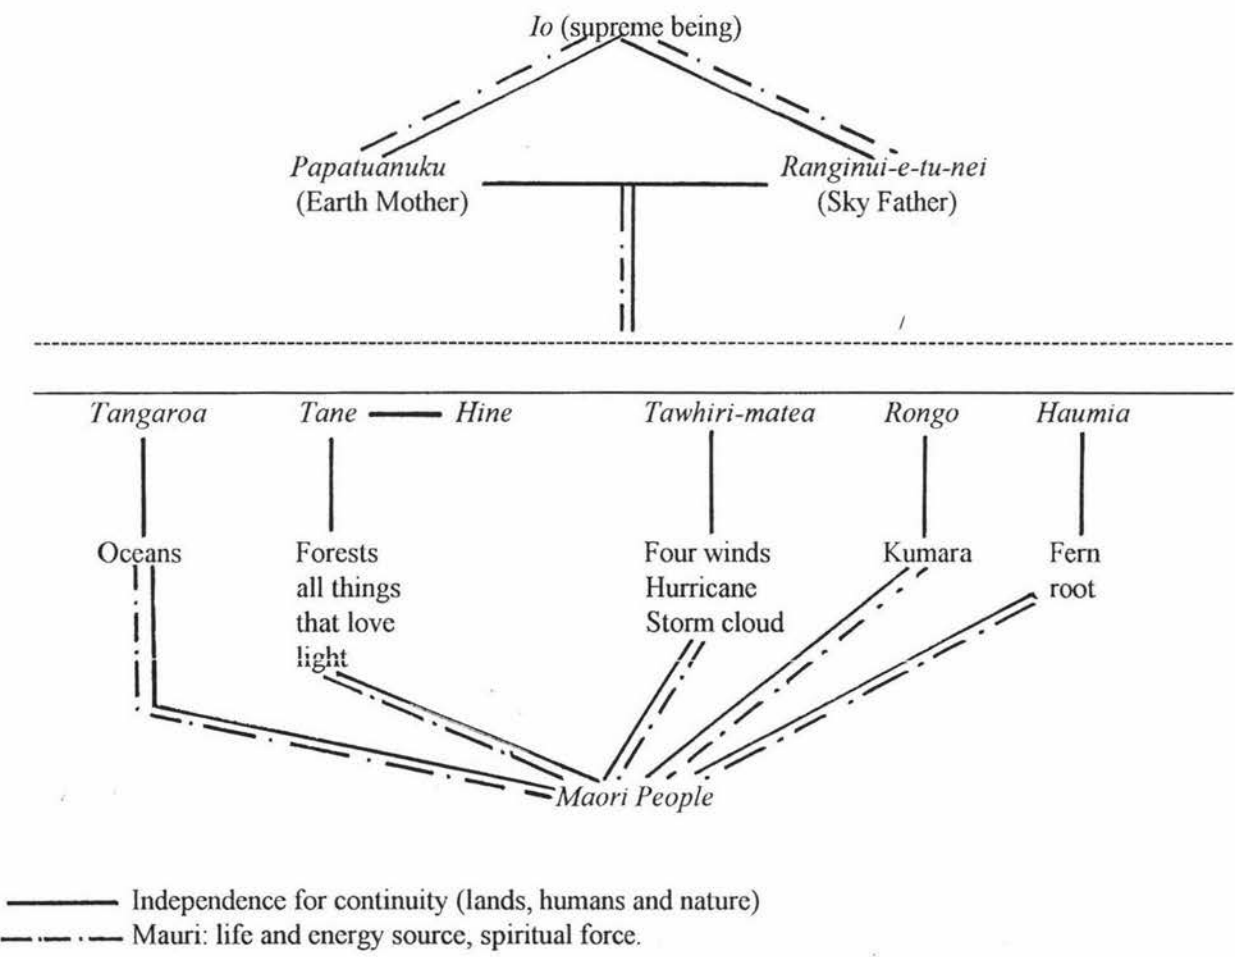 Io (supreme being)
Papatuanuku
Ranginui-e-tu-nei
(Earth Mother)
(Sky Father)
Tangaroa
Tane
Hine
Tawhiri-matea
Rongo
Haumia
Oceans
Forests
all things
that love
light
Four winds
Hurricane
Storm cloud
Kumara
Fern
root
Maori People
Independence for continuity (lands, humans and nature)
Mauri: life and energy source, spiritual force.